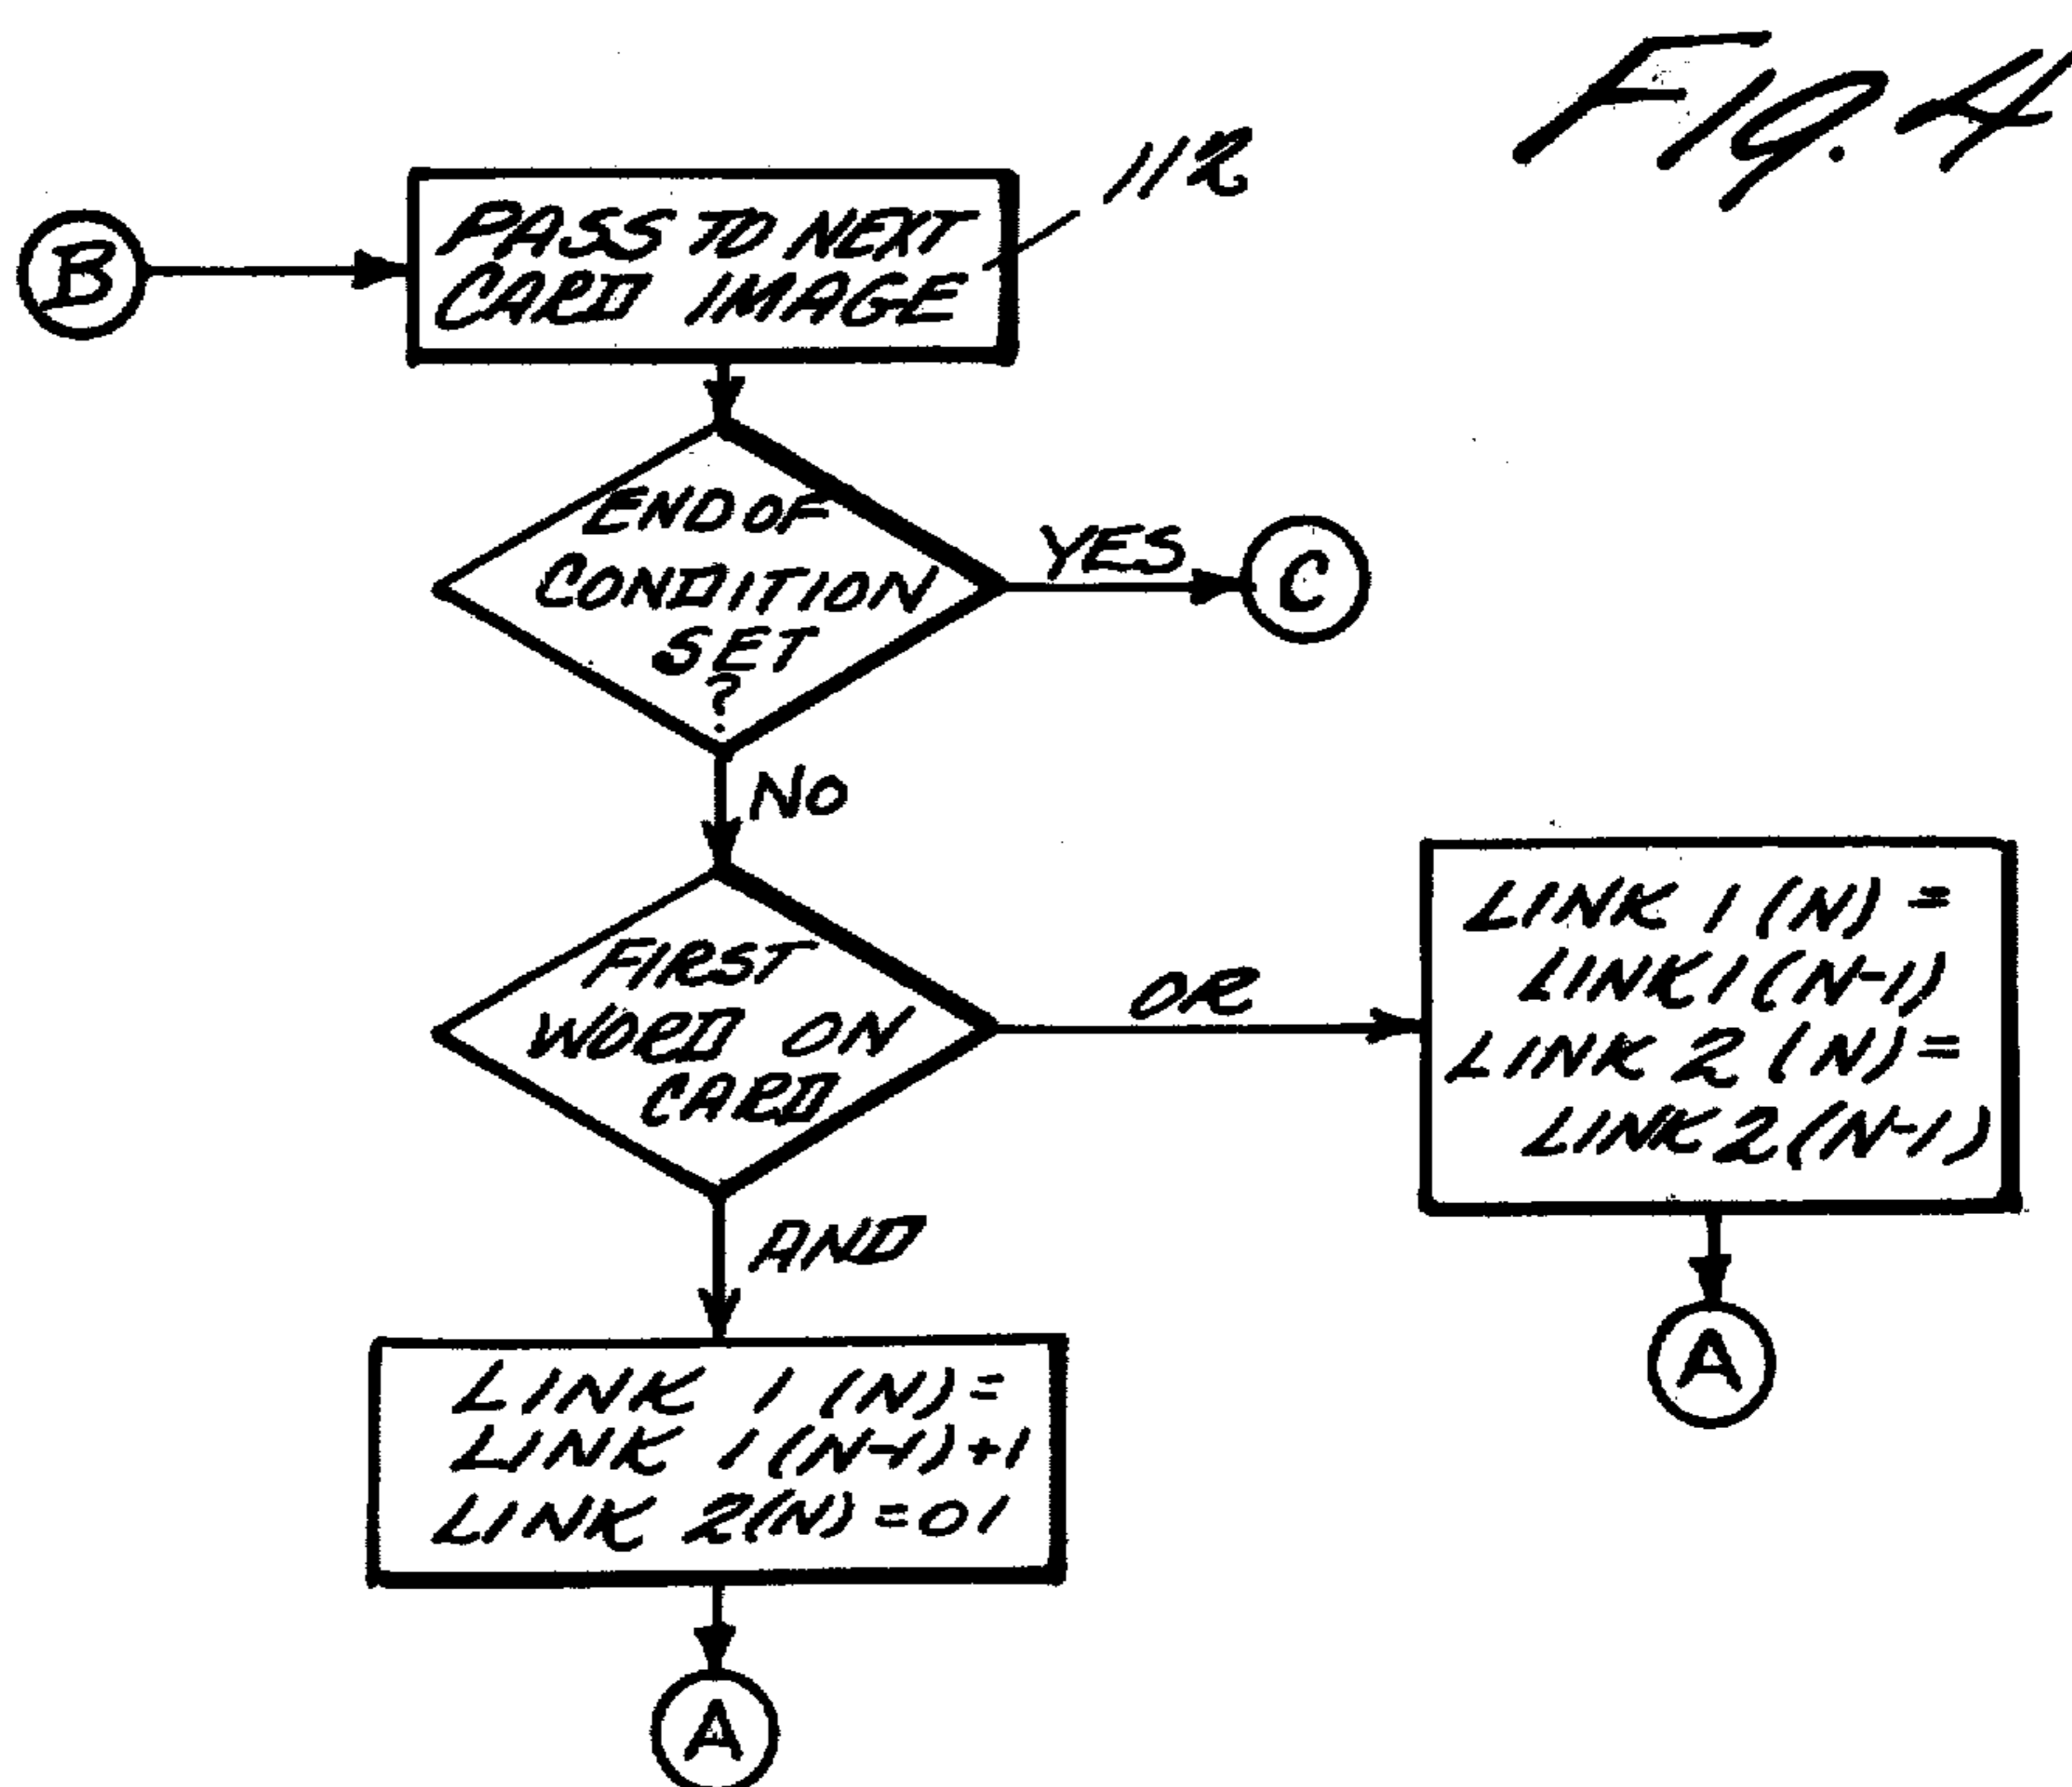 Fig. 4
112
B
PASS TO NEXT
CARD IMAGE
END OF
CONDITION
SET
?
YES
C
NO
FIRST
WORD ON
CARD
OR
LINK 1 (N) =
LINK 1 (N-1)
LINK 2 (N) =
LINK 2 (N-1)
A
AND
LINK 1 (N) =
LINK 1 (N-1) + 1
LINK 2 (N) = 01
A